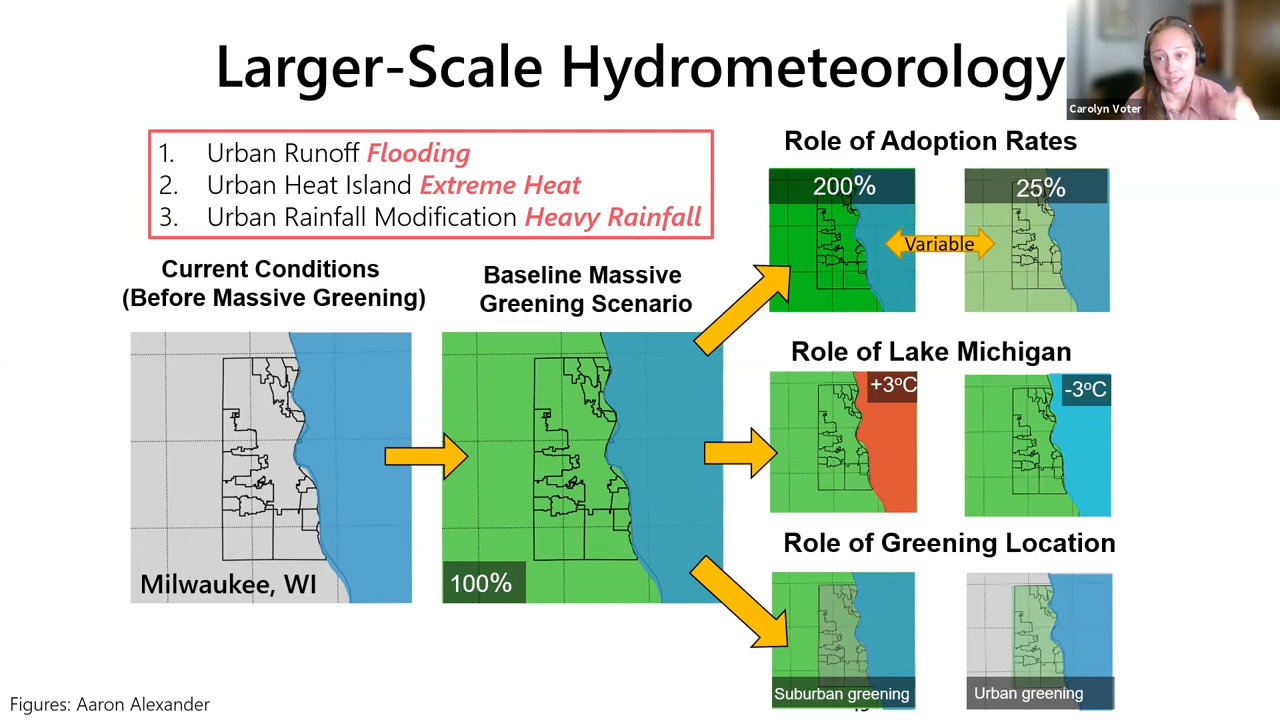 Larger-Scale Hydrometeorology
Carolyn Voter
1. Urban Runoff Flooding
2. Urban Heat Island Extreme Heat
3. Urban Rainfall Modification Heavy Rainfall
Current Conditions
(Before Massive Greening)
Milwaukee, WI
Baseline Massive
Greening Scenario
100%
Role of Adoption Rates
200%
Variable
25%
Role of Lake Michigan
+3°C
-3°C
Role of Greening Location
Suburban greening
Urban greening
Figures: Aaron Alexander